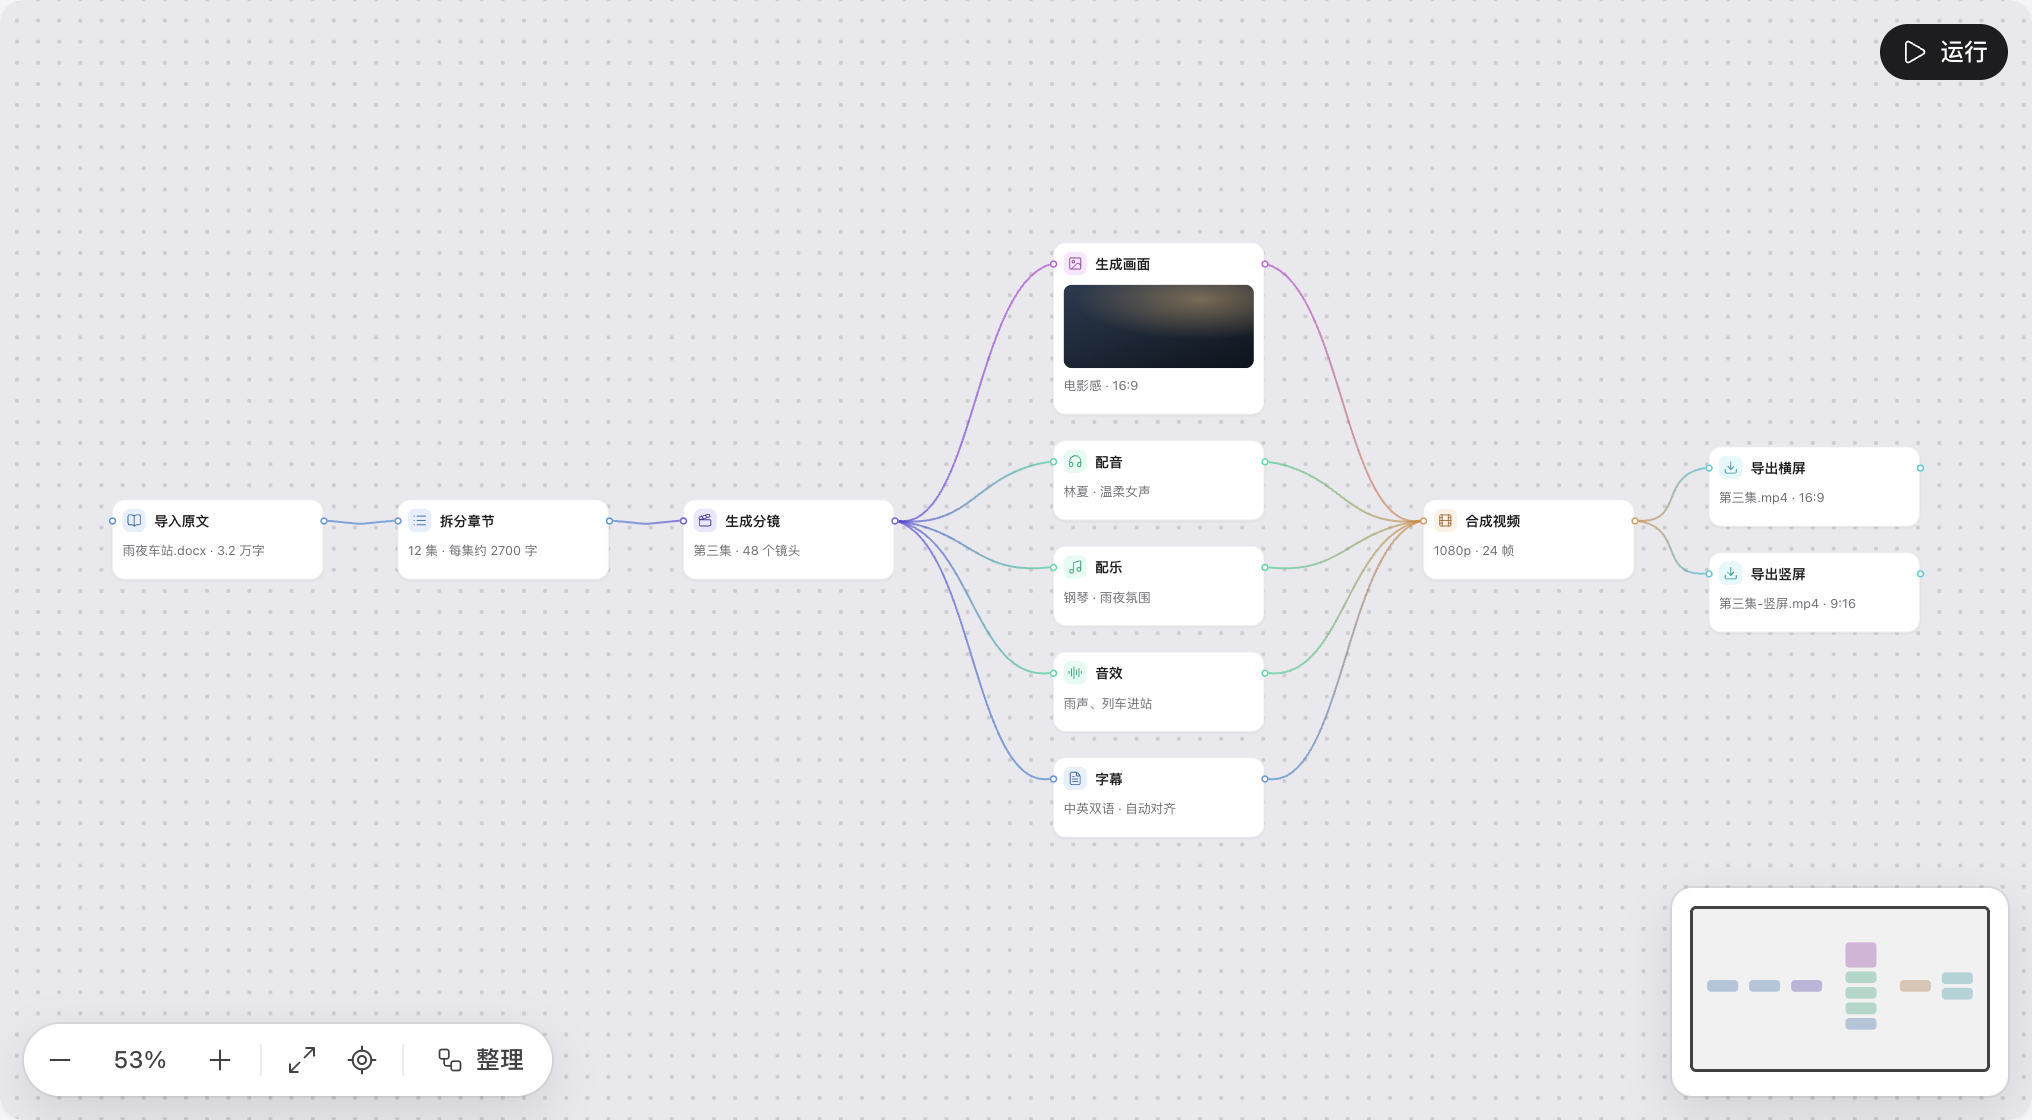 运行
生成画面
电影感 · 16:9
配音
林夏 · 温柔女声
导入原文
雨夜车站.docx · 3.2 万字
拆分章节
12 集 · 每集约 2700 字
生成分镜
第三集 · 48 个镜头
配乐
钢琴 · 雨夜氛围
音效
雨声、列车进站
字幕
中英双语 · 自动对齐
合成视频
1080p · 24 帧
导出横屏
第三集.mp4 · 16:9
导出竖屏
第三集-竖屏.mp4 · 9:16
53%
整理